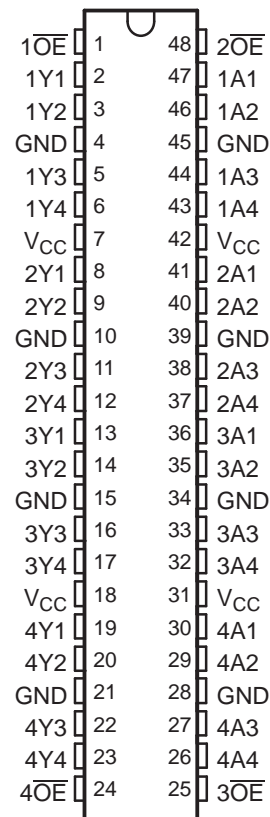 1O̅E̅ 1 48 2O̅E̅
1Y1 2 47 1A1
1Y2 3 46 1A2
GND 4 45 GND
1Y3 5 44 1A3
1Y4 6 43 1A4
VCC 7 42 VCC
2Y1 8 41 2A1
2Y2 9 40 2A2
GND 10 39 GND
2Y3 11 38 2A3
2Y4 12 37 2A4
3Y1 13 36 3A1
3Y2 14 35 3A2
GND 15 34 GND
3Y3 16 33 3A3
3Y4 17 32 3A4
VCC 18 31 VCC
4Y1 19 30 4A1
4Y2 20 29 4A2
GND 21 28 GND
4Y3 22 27 4A3
4Y4 23 26 4A4
4O̅E̅ 24 25 3O̅E̅